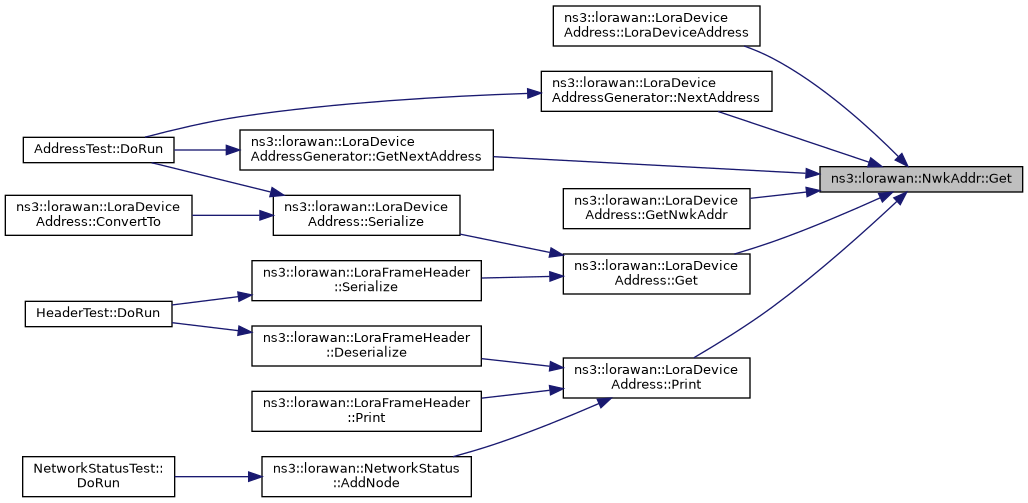 ns3::lorawan::LoraDevice
Address::LoraDeviceAddress
ns3::lorawan::LoraDevice
AddressGenerator::NextAddress
AddressTest::DoRun
ns3::lorawan::LoraDevice
AddressGenerator::GetNextAddress
ns3::lorawan::NwkAddr::Get
ns3::lorawan::LoraDevice
Address::ConvertTo
ns3::lorawan::LoraDevice
Address::Serialize
ns3::lorawan::LoraDevice
Address::GetNwkAddr
ns3::lorawan::LoraDevice
Address::Get
ns3::lorawan::LoraFrameHeader
::Serialize
HeaderTest::DoRun
ns3::lorawan::LoraFrameHeader
::Deserialize
ns3::lorawan::LoraDevice
Address::Print
ns3::lorawan::LoraFrameHeader
::Print
NetworkStatusTest::
DoRun
ns3::lorawan::NetworkStatus
::AddNode